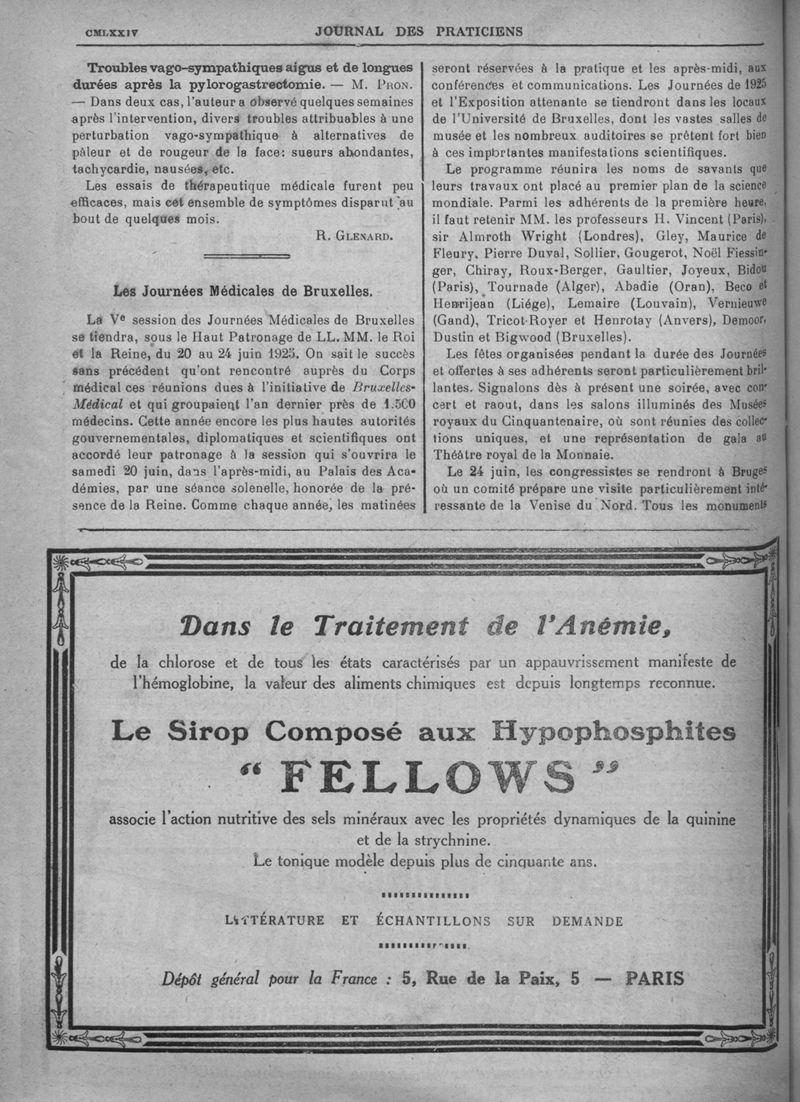 CMLXXIV
JOURNAL DES PRATICIENS
Troubles vago-sympathiques aigus et de longues
durées après la pylorogastrectomie. — M. PRON.
— Dans deux cas, l'auteur a observé quelques semaines
après l'intervention, divers troubles attribuables à une
perturbation vago-sympathique à alternatives de
pâleur et de rougeur de la face: sueurs abondantes,
tachycardie, nausées, etc.
Les essais de thérapeutique médicale furent peu
efficaces, mais cet ensemble de symptômes disparut au
bout de quelques mois.
R. GLENARD.
Les Journées Médicales de Bruxelles.
La Ve session des Journées Médicales de Bruxelles
se tiendra, sous le Haut Patronage de LL. MM. le Roi
et la Reine, du 20 au 24 juin 1925. On sait le succès
sans précédent qu'ont rencontré auprès du Corps
médical ces réunions dues à l'initiative de Bruxelles-
Médical et qui groupaient l'an dernier près de 1.500
médecins. Cette année encore les plus hautes autorités
gouvernementales, diplomatiques et scientifiques ont
accordé leur patronage à la session qui s'ouvrira le
samedi 20 juin, dans l'après-midi, au Palais des Aca-
démies, par une séance solenelle, honorée de la pré-
sence de la Reine. Comme chaque année, les matinées
seront réservées à la pratique et les après-midi, aux
conférences et communications. Les Journées de 1925
et l'Exposition attenante se tiendront dans les locaux
de l'Université de Bruxelles, dont les vastes salles de
musée et les nombreux auditoires se prêtent fort bien
à ces importantes manifestations scientifiques.
Le programme réunira les noms de savants que
leurs travaux ont placé au premier plan de la science
mondiale. Parmi les adhérents de la première heure,
il faut retenir MM. les professeurs H. Vincent (Paris),
sir Almroth Wright (Londres), Gley, Maurice de
Fleury, Pierre Duval, Sollier, Gougerot, Noël Fiessin-
ger, Chiray, Roux-Berger, Gaultier, Joyeux, Bidou
(Paris), Tournade (Alger), Abadie (Oran), Beco et
Henrijean (Liége), Lemaire (Louvain), Vernieuwe
(Gand), Tricot-Royer et Henrotay (Anvers), Demoor,
Dustin et Bigwood (Bruxelles).
Les fêtes organisées pendant la durée des Journées
et offertes à ses adhérents seront particulièrement bril-
lantes. Signalons dès à présent une soirée, avec con-
cert et raout, dans les salons illuminés des Musées
royaux du Cinquantenaire, où sont réunies des collec-
tions uniques, et une représentation de gala au
Théâtre royal de la Monnaie.
Le 24 juin, les congressistes se rendront à Bruges
où un comité prépare une visite particulièrement inté-
ressante de la Venise du Nord. Tous les monuments
Dans le Traitement de l'Anémie,
de la chlorose et de tous les états caractérisés par un appauvrissement manifeste de
l'hémoglobine, la valeur des aliments chimiques est depuis longtemps reconnue.
Le Sirop Composé aux Hypophosphites
" FELLOWS "
associe l'action nutritive des sels minéraux avec les propriétés dynamiques de la quinine
et de la strychnine.
Le tonique modèle depuis plus de cinquante ans.
LITTÉRATURE ET ÉCHANTILLONS SUR DEMANDE
Dépôt général pour la France : 5, Rue de la Paix, 5 — PARIS